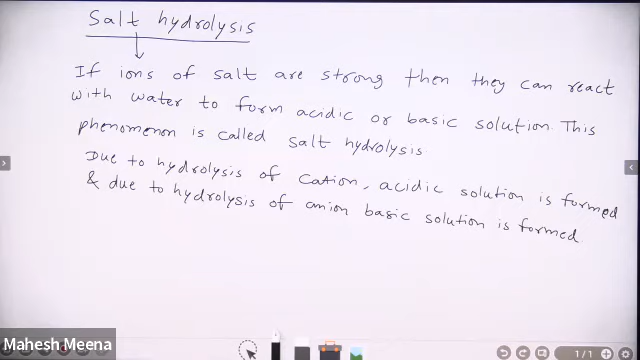 Salt hydrolysis
If ions of salt are strong then they can react
with water to form acidic or basic solution. This
phenomenon is called salt hydrolysis.
Due to hydrolysis of cation, acidic solution is formed
& due to hydrolysis of anion basic solution is formed
Mahesh Meena
1/1